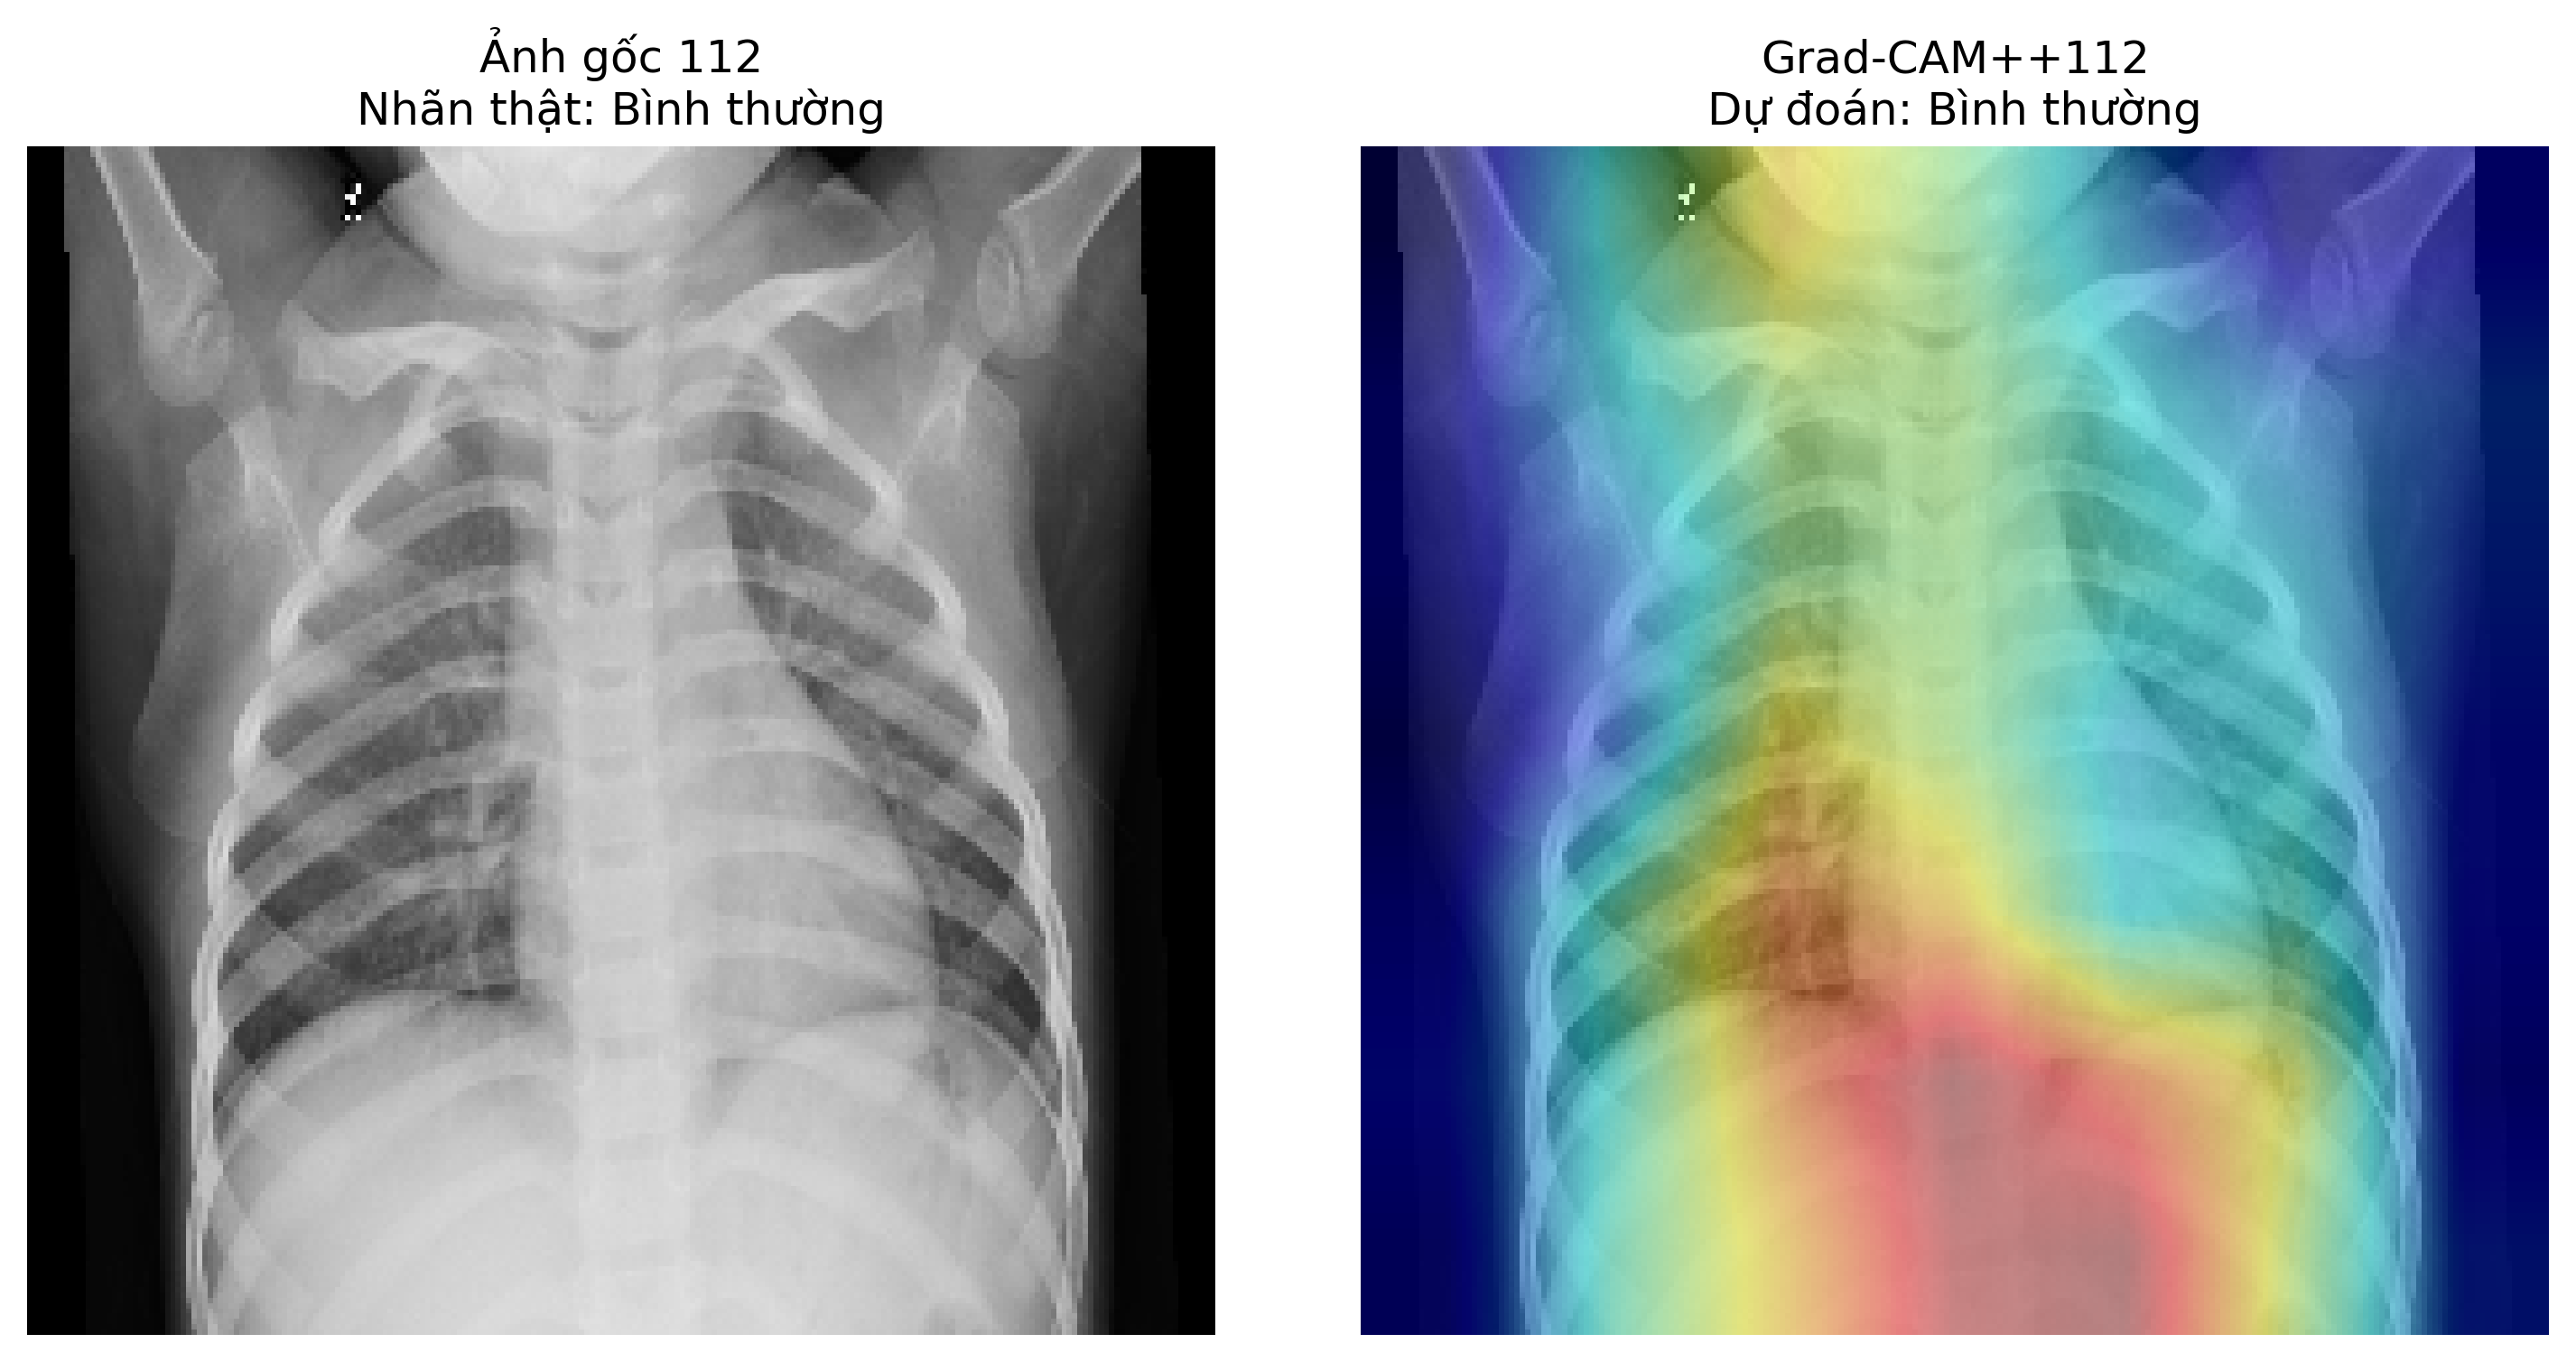 Ảnh gốc 112
Nhãn thật: Bình thường
Grad-CAM++112
Dự đoán: Bình thường